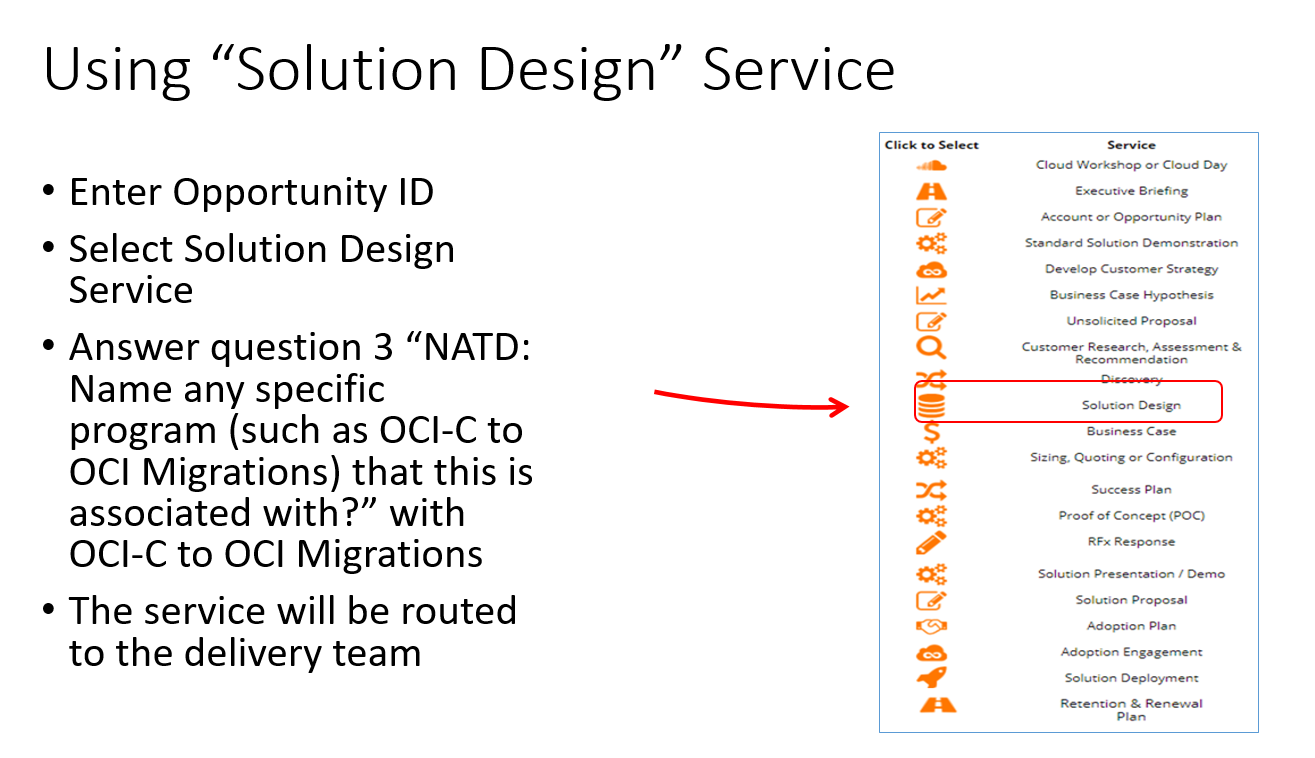 Using “Solution Design” Service
• Enter Opportunity ID
• Select Solution Design
Service
• Answer question 3 “NATD:
Name any specific
program (such as OCI-C to
OCI Migrations) that this is
associated with?” with
OCI-C to OCI Migrations
• The service will be routed
to the delivery team
Click to Select Service
Cloud Workshop or Cloud Day
Executive Briefing
Account or Opportunity Plan
Standard Solution Demonstration
Develop Customer Strategy
Business Case Hypothesis
Unsolicited Proposal
Customer Research, Assessment &
Recommendation
Discovery
Solution Design
Business Case
Sizing, Quoting or Configuration
Success Plan
Proof of Concept (POC)
RFx Response
Solution Presentation / Demo
Solution Proposal
Adoption Plan
Adoption Engagement
Solution Deployment
Retention & Renewal
Plan